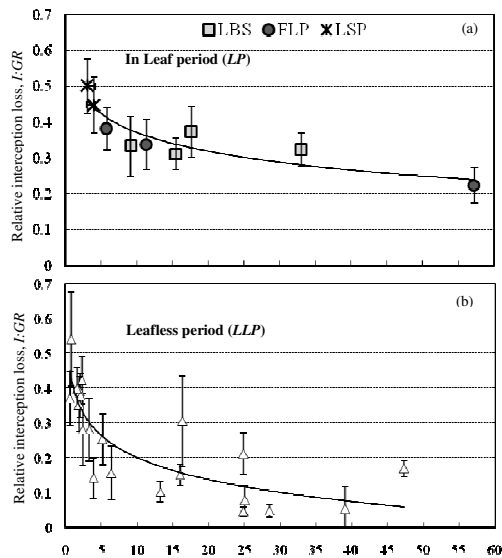 LBS FLP LSP
(a)
In Leaf period (LP)
Relative interception loss, I:GR
0.7
0.6
0.5
0.4
0.3
0.2
0.1
0
(b)
Leafless period (LLP)
Relative interception loss, I:GR
0.7
0.6
0.5
0.4
0.3
0.2
0.1
0
0 5 10 15 20 25 30 35 40 45 50 55 60